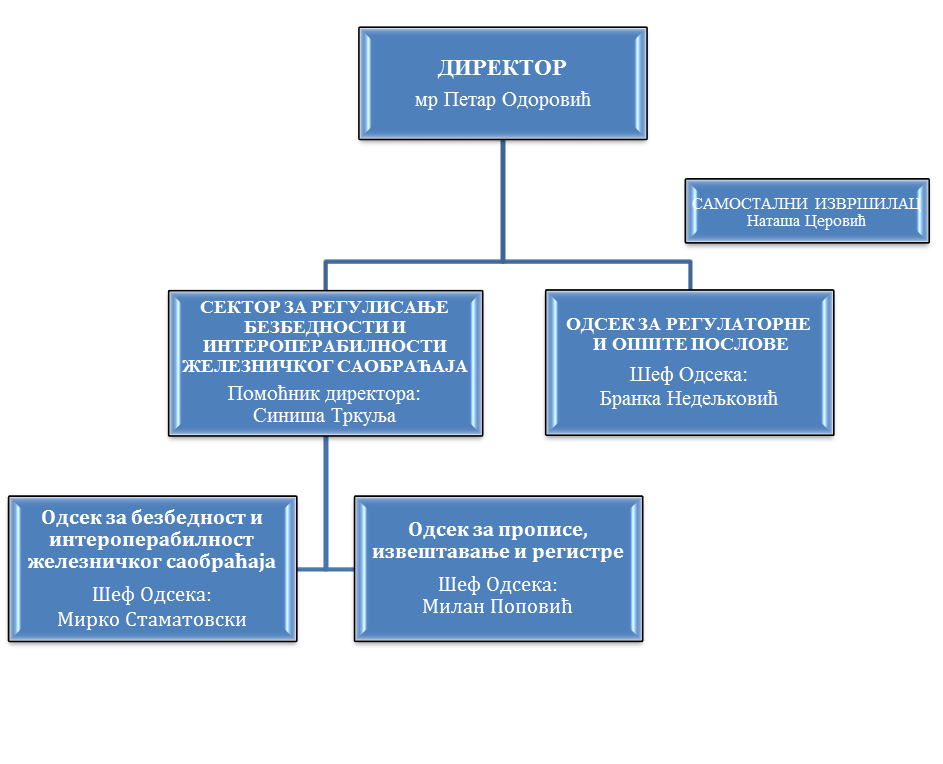 ДИРЕКТОР
мр Петар Одоровић
САМОСТАЛНИ ИЗВРШИЛАЦ
Наташа Церовић
СЕКТОР ЗА РЕГУЛИСАЊЕ
БЕЗБЕДНОСТИ И
ИНТЕРОПЕРАБИЛНОСТИ
ЖЕЛЕЗНИЧКОГ САОБРАЋАЈА
Помоћник директора:
Синиша Тркуља
ОДСЕК ЗА РЕГУЛАТОРНЕ
И ОПШТЕ ПОСЛОВЕ
Шеф Одсека:
Бранка Недељковић
Одсек за безбедност и
интероперабилност
железничког саобраћаја
Шеф Одсека:
Мирко Стаматовски
Одсек за прописе,
извештавање и регистре
Шеф Одсека:
Милан Поповић